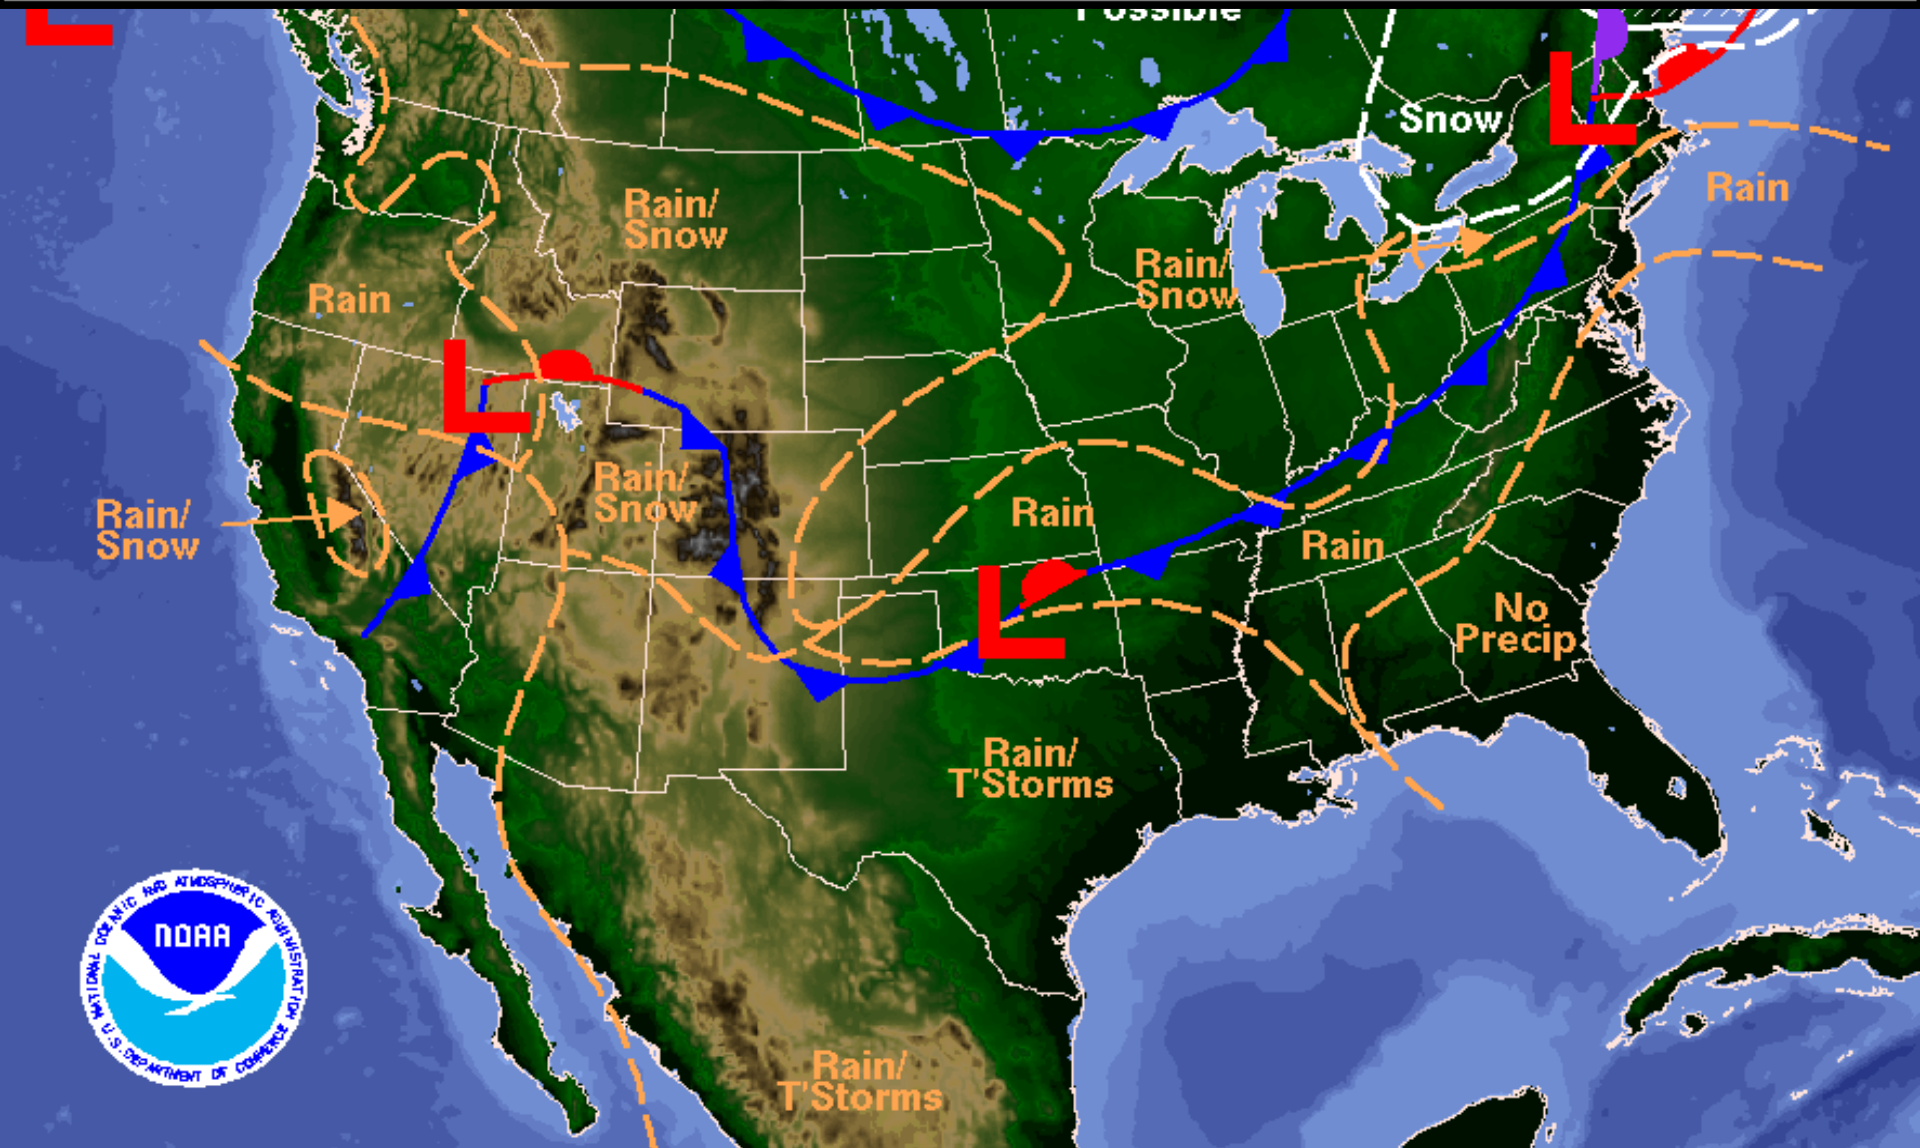 Possible
L
L
Snow
Rain
Rain/
Snow
Rain/
Snow
Rain
L
Rain/
Snow
Rain/
Snow
Rain
Rain
L
No
Precip
Rain/
T'Storms
Rain/
T'Storms
NOAA
NATIONAL OCEANIC AND ATMOSPHERIC ADMINISTRATION
U.S. DEPARTMENT OF COMMERCE